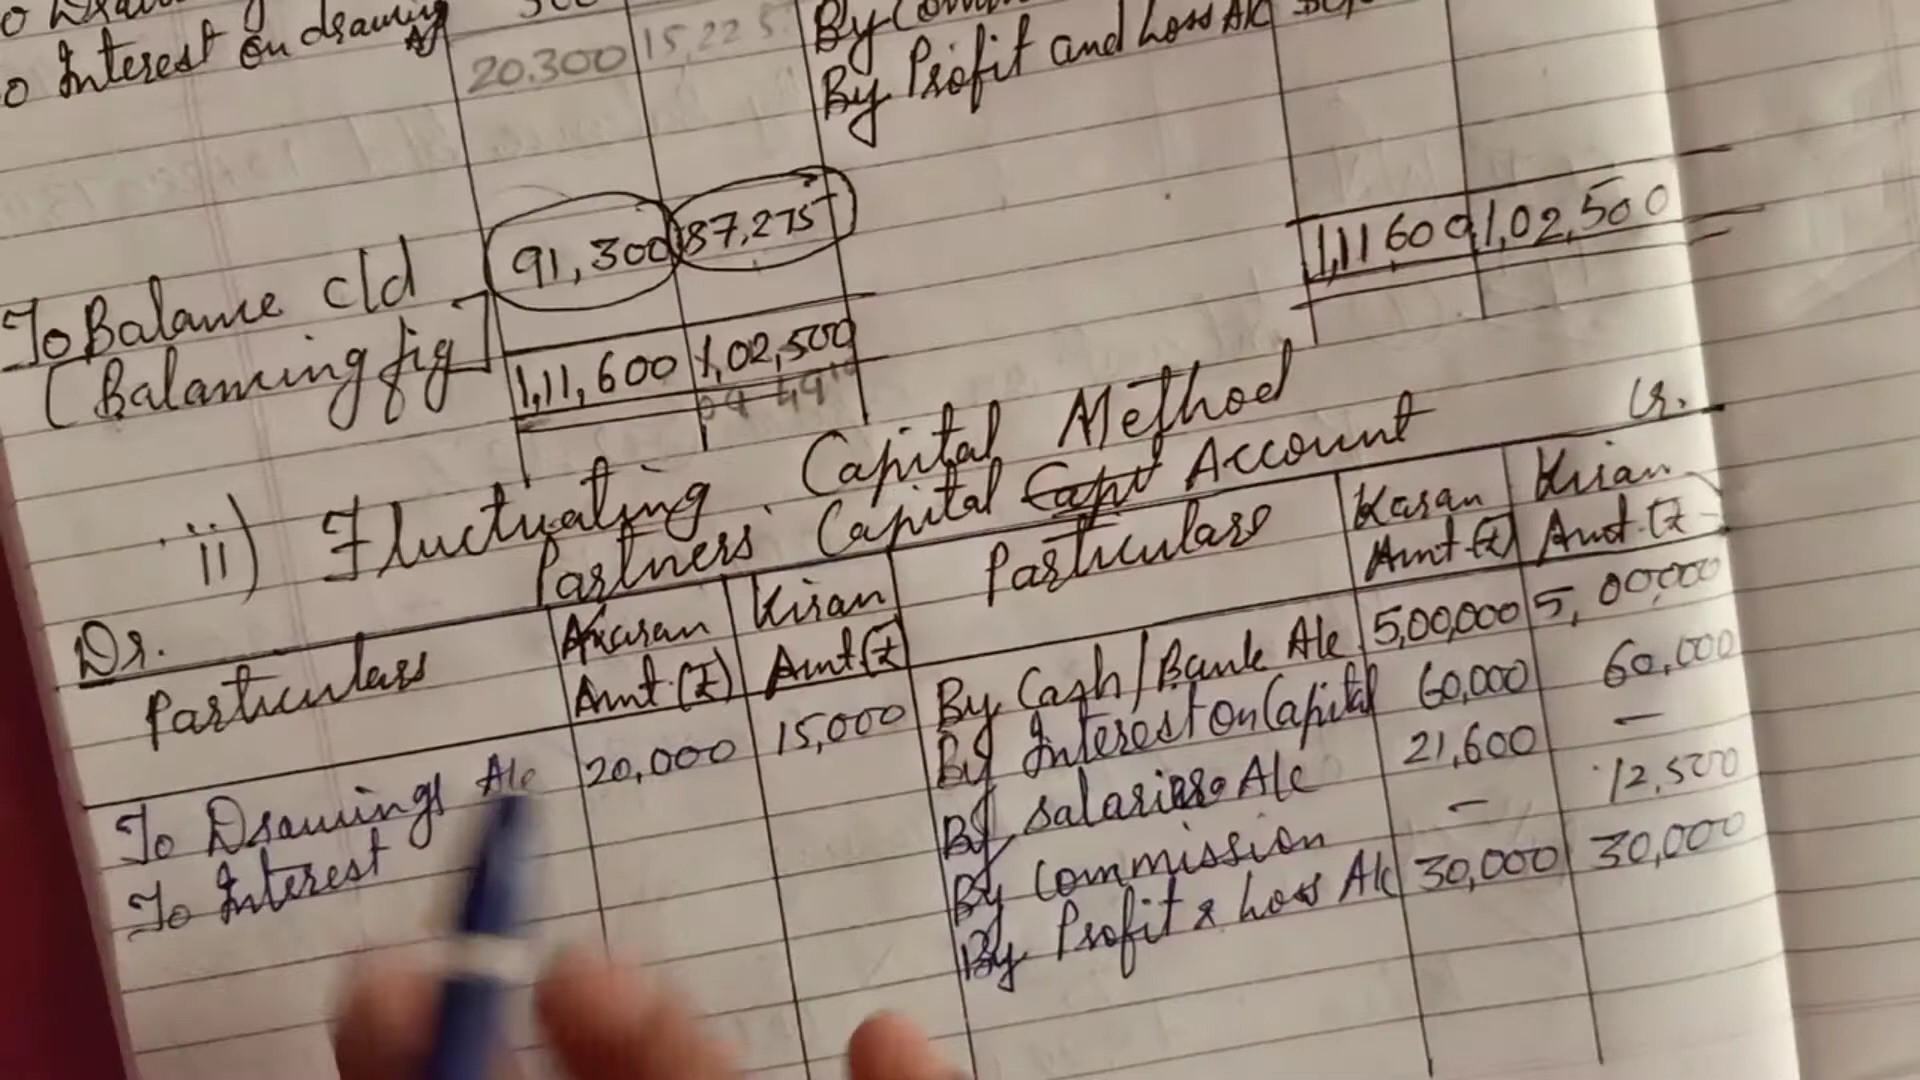 To Interest on drawing
300
20.300 15,225
By Profit and Loss A/c
To Balance c/d 91,300 87,275
[Balancing fig]
1,11,600 1,02,500 1,11,600 1,02,500
ii) Fluctuating Capital Method
Partners' Capital Account
Dr. Cr.
Particulars Karan Amt.(₹) Kiran Amt.(₹ Particulars Karan Amt.(₹) Kiran Amt.(₹
To Drawings A/c 20,000 15,000 By Cash/Bank A/c 5,00,000 5,00,000
To Interest By Interest On Capital 60,000 60,000
By salaries A/c 21,600 —
By Commission — 12,500
By Profit & Loss A/c 30,000 30,000